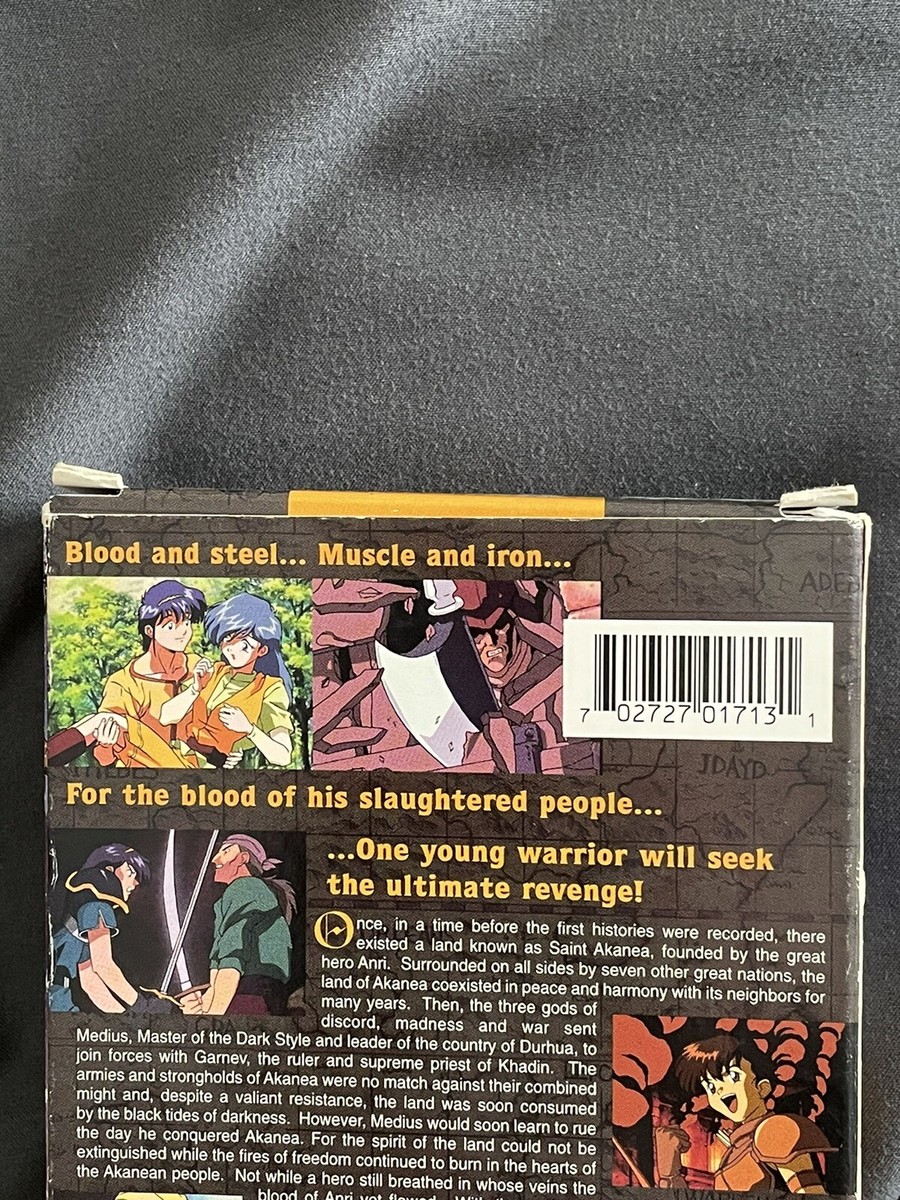 Blood and steel... Muscle and iron...
ADE
7 02727 01713 1
THEBES
JDAYD
For the blood of his slaughtered people...
...One young warrior will seek
the ultimate revenge!
Once, in a time before the first histories were recorded, there
existed a land known as Saint Akanea, founded by the great
hero Anri. Surrounded on all sides by seven other great nations, the
land of Akanea coexisted in peace and harmony with its neighbors for
many years. Then, the three gods of
discord, madness and war sent
Medius, Master of the Dark Style and leader of the country of Durhua, to
join forces with Garnev, the ruler and supreme priest of Khadin. The
armies and strongholds of Akanea were no match against their combined
might and, despite a valiant resistance, the land was soon consumed
by the black tides of darkness. However, Medius would soon learn to rue
the day he conquered Akanea. For the spirit of the land could not be
extinguished while the fires of freedom continued to burn in the hearts of
the Akanean people. Not while a hero still breathed in whose veins the
blood of Anri yet flowed. With